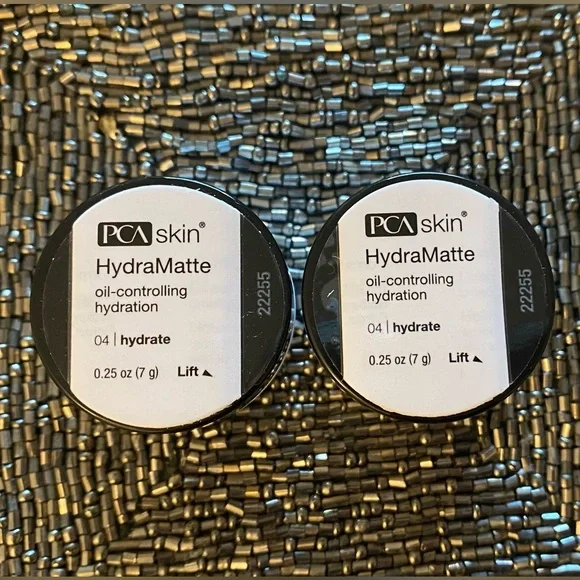 PCA skin®
HydraMatte
oil-controlling
hydration
04 | hydrate
0.25 oz (7 g) Lift
22255
PCA skin®
HydraMatte
oil-controlling
hydration
04 | hydrate
0.25 oz (7 g) Lift
22255